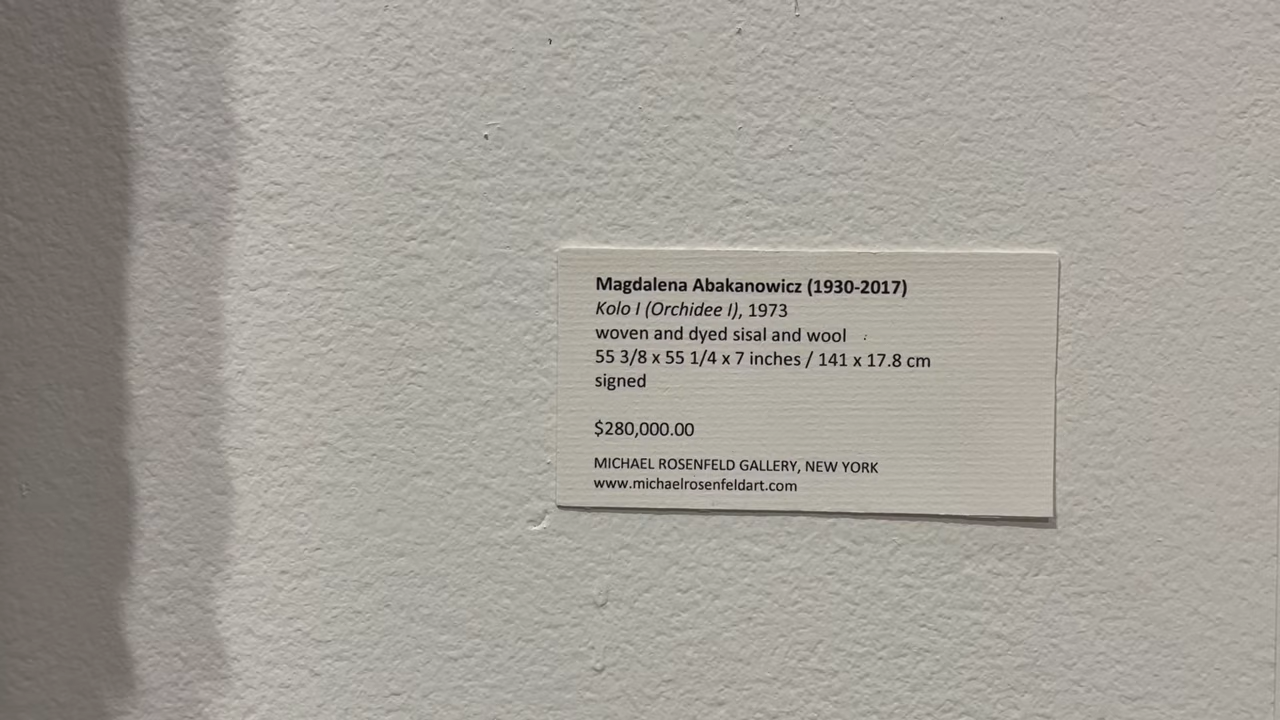 Magdalena Abakanowicz (1930-2017)
Kolo I (Orchidee I), 1973
woven and dyed sisal and wool
55 3/8 x 55 1/4 x 7 inches / 141 x 17.8 cm
signed
$280,000.00
MICHAEL ROSENFELD GALLERY, NEW YORK
www.michaelrosenfeldart.com